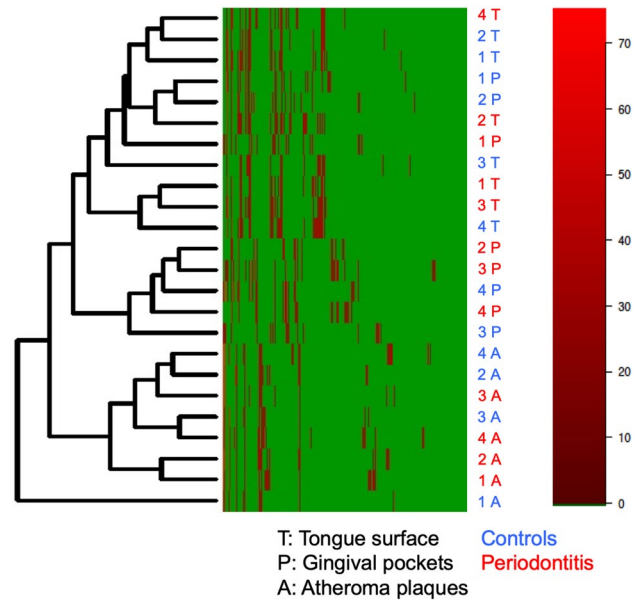 4 T
2 T
1 T
1 P
2 P
2 T
1 P
3 T
1 T
3 T
4 T
2 P
3 P
4 P
4 P
3 P
4 A
2 A
3 A
3 A
4 A
2 A
1 A
1 A
70
60
50
40
30
20
10
0
T: Tongue surface Controls
P: Gingival pockets Periodontitis
A: Atheroma plaques